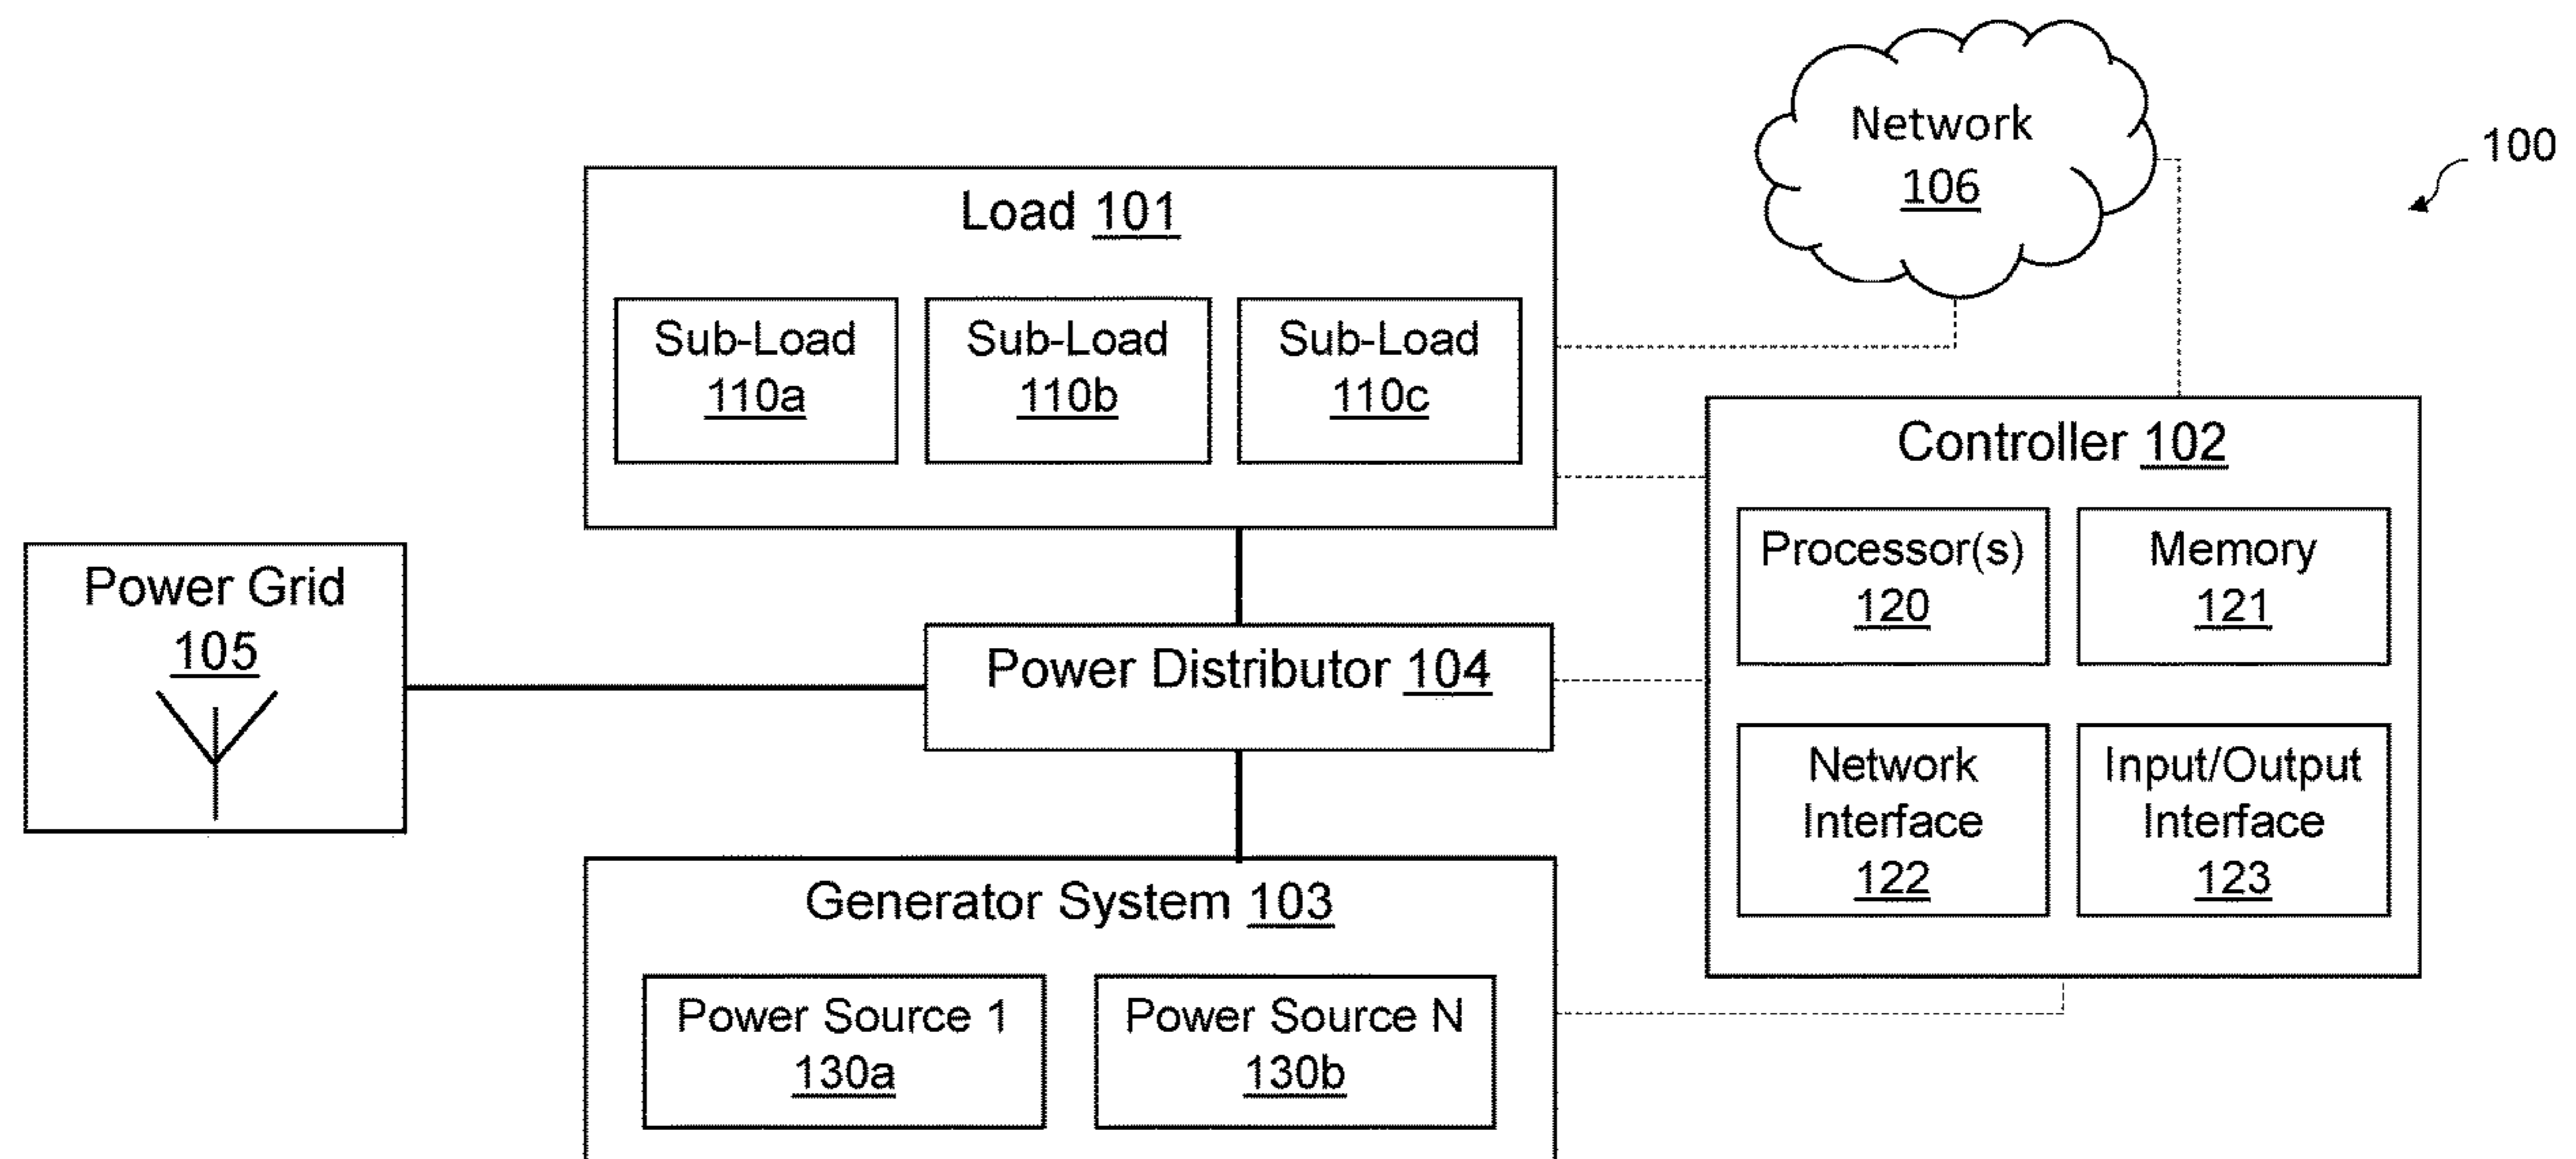 Network
106
100
Load 101
Sub-Load
110a
Sub-Load
110b
Sub-Load
110c
Controller 102
Processor(s)
120
Memory
121
Network
Interface
122
Input/Output
Interface
123
Power Grid
105
Power Distributor 104
Generator System 103
Power Source 1
130a
Power Source N
130b